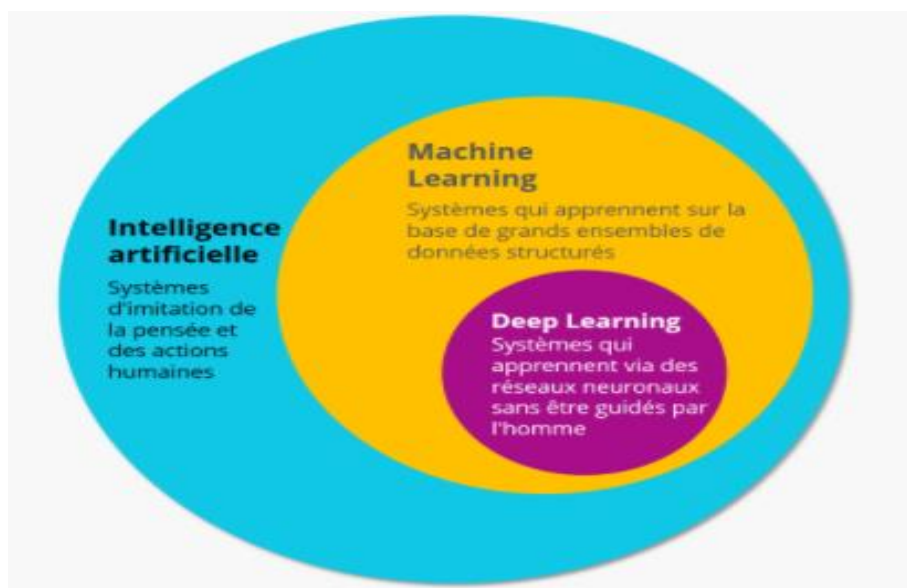 Machine
Learning
Systèmes qui apprennent sur la
base de grands ensembles de
données structurés
Intelligence
artificielle
Systèmes
d'imitation de
la pensée et
des actions
humaines
Deep Learning
Systèmes qui
apprennent via des
réseaux neuronaux
sans être guidés par
l'homme